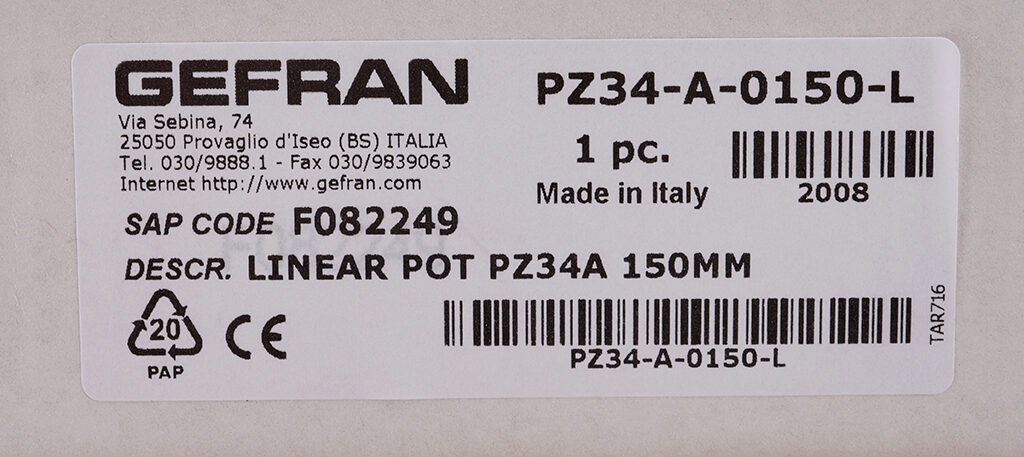 GEFRAN
Via Sebina, 74
25050 Provaglio d'Iseo (BS) ITALIA
Tel. 030/9888.1 - Fax 030/9839063
Internet http://www.gefran.com
PZ34-A-0150-L
1 pc.
Made in Italy
2008
SAP CODE F082249
DESCR. LINEAR POT PZ34A 150MM
20
PAP
CE
PZ34-A-0150-L
TAR716